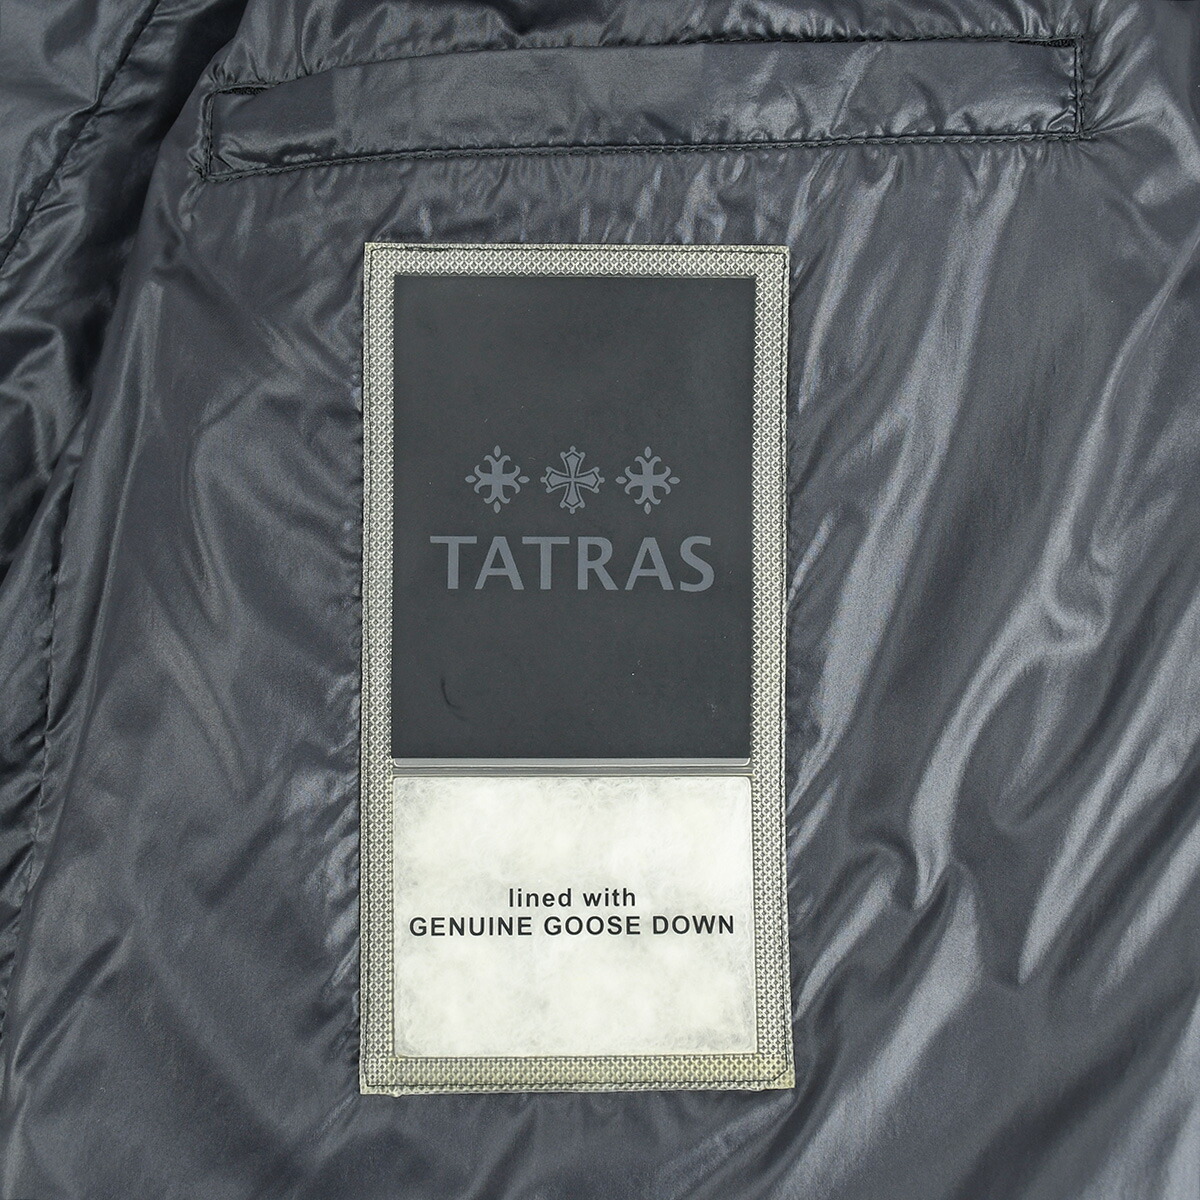 TATRAS
lined with
GENUINE GOOSE DOWN